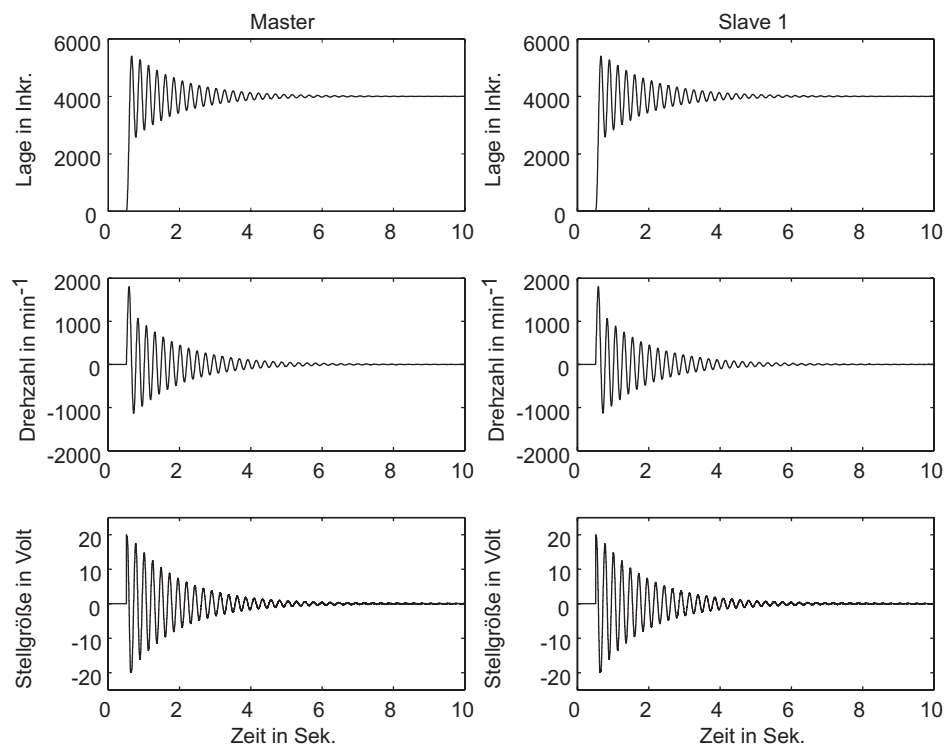 Master
Slave 1
6000
4000
2000
0
Lage in Inkr.
0 2 4 6 8 10
6000
4000
2000
0
Lage in Inkr.
0 2 4 6 8 10
2000
1000
0
-1000
-2000
Drehzahl in min⁻¹
0 2 4 6 8 10
2000
1000
0
-1000
-2000
Drehzahl in min⁻¹
0 2 4 6 8 10
20
10
0
-10
-20
Stellgröße in Volt
0 2 4 6 8 10
Zeit in Sek.
20
10
0
-10
-20
Stellgröße in Volt
0 2 4 6 8 10
Zeit in Sek.